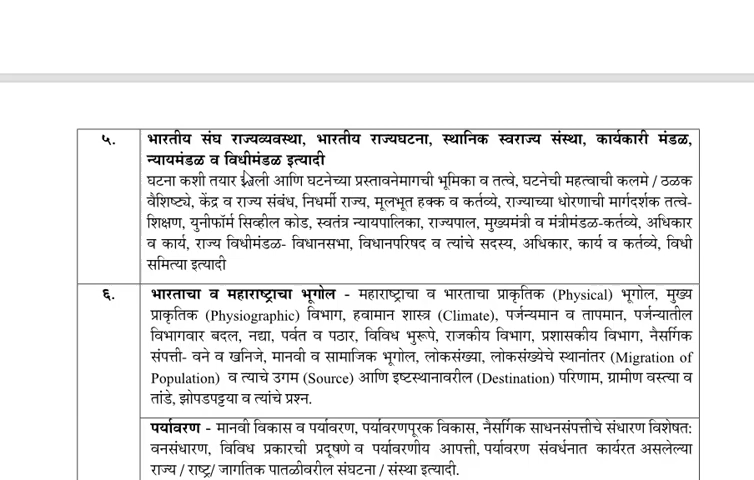 ५. भारतीय संघ राज्यव्यवस्था, भारतीय राज्यघटना, स्थानिक स्वराज्य संस्था, कार्यकारी मंडळ,
न्यायमंडळ व विधीमंडळ इत्यादी
घटना कशी तयार झाली आणि घटनेच्या प्रस्तावनेमागची भूमिका व तत्वे, घटनेची महत्वाची कलमे / ठळक
वैशिष्ट्ये, केंद्र व राज्य संबंध, निधर्मी राज्य, मूलभूत हक्क व कर्तव्ये, राज्याच्या धोरणाची मार्गदर्शक तत्वे-
शिक्षण, युनीफॉर्म सिव्हील कोड, स्वतंत्र न्यायपालिका, राज्यपाल, मुख्यमंत्री व मंत्रीमंडळ-कर्तव्ये, अधिकार
व कार्य, राज्य विधीमंडळ- विधानसभा, विधानपरिषद व त्यांचे सदस्य, अधिकार, कार्य व कर्तव्ये, विधी
समित्या इत्यादी
६. भारताचा व महाराष्ट्राचा भूगोल - महाराष्ट्राचा व भारताचा प्राकृतिक (Physical) भूगोल, मुख्य
प्राकृतिक (Physiographic) विभाग, हवामान शास्त्र (Climate), पर्जन्यमान व तापमान, पर्जन्यातील
विभागवार बदल, नद्या, पर्वत व पठार, विविध भुरूपे, राजकीय विभाग, प्रशासकीय विभाग, नैसर्गिक
संपत्ती- वने व खनिजे, मानवी व सामाजिक भूगोल, लोकसंख्या, लोकसंख्येचे स्थानांतर (Migration of
Population) व त्याचे उगम (Source) आणि इष्टस्थानावरील (Destination) परिणाम, ग्रामीण वस्त्या व
तांडे, झोपडपट्टया व त्यांचे प्रश्न.
पर्यावरण - मानवी विकास व पर्यावरण, पर्यावरणपूरक विकास, नैसर्गिक साधनसंपत्तीचे संधारण विशेषत:
वनसंधारण, विविध प्रकारची प्रदूषणे व पर्यावरणीय आपत्ती, पर्यावरण संवर्धनात कार्यरत असलेल्या
राज्य / राष्ट्र/ जागतिक पातळीवरील संघटना / संस्था इत्यादी.